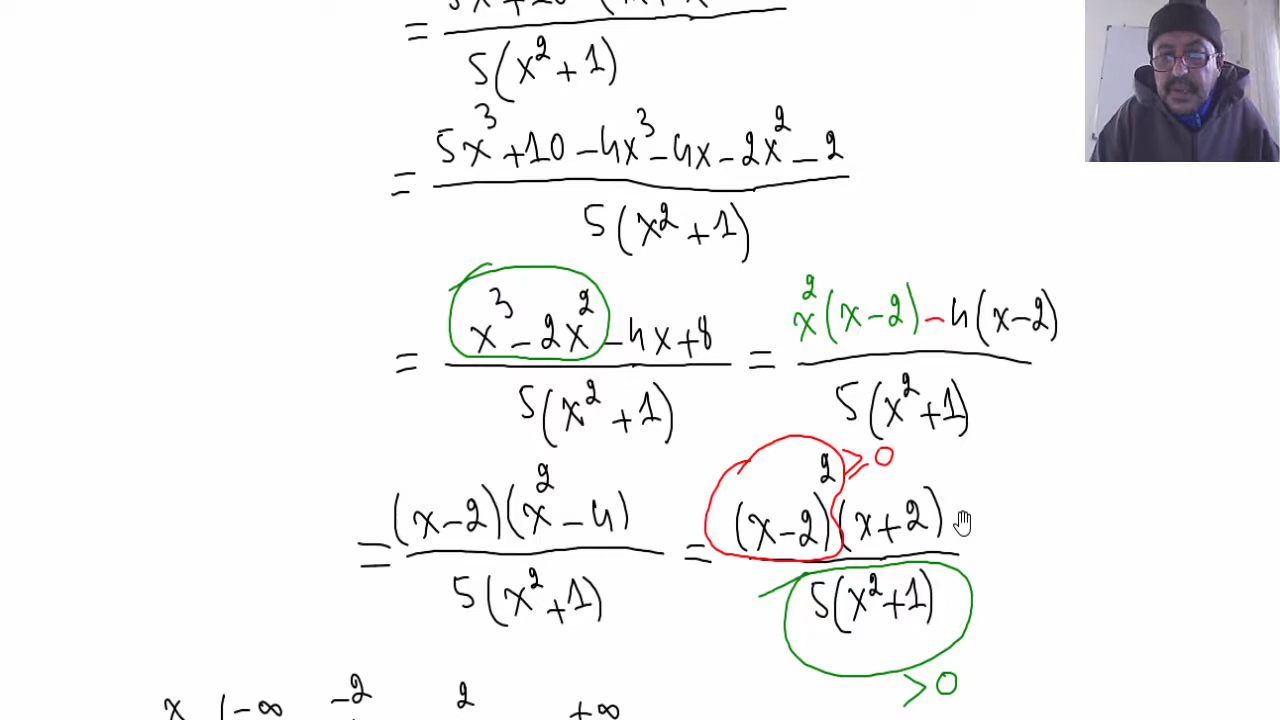 =
5(x²+1)
= 5x³+10-4x³-4x-2x²-2
5(x²+1)
= x³-2x²-4x+8 = x²(x-2)-4(x-2)
5(x²+1) 5(x²+1)
= (x-2)(x²-4) = (x-2)²(x+2) ≥0
5(x²+1) 5(x²+1)
>0
x -∞ -2 2 +∞